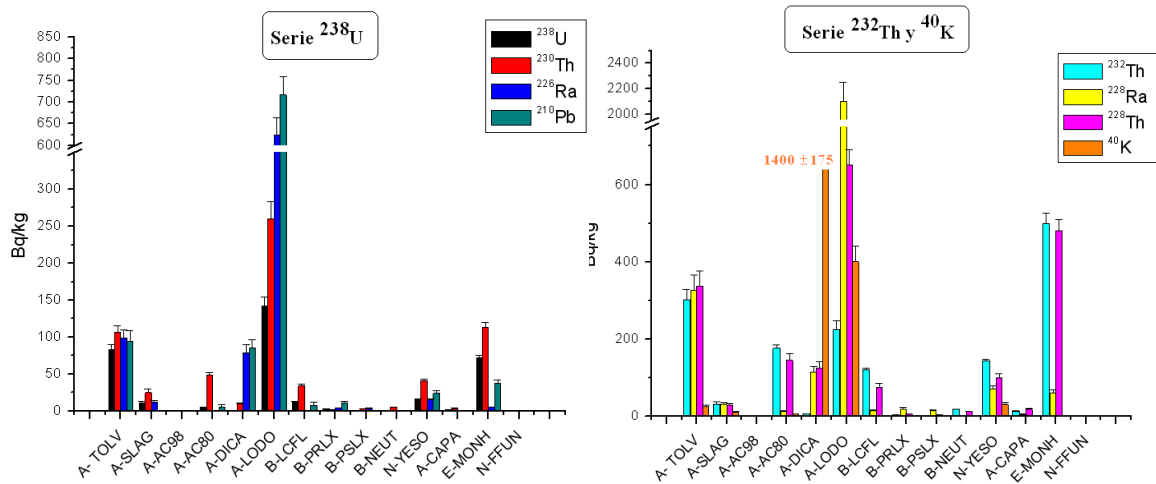 Serie ²³⁸U
²³⁸U
²³⁰Th
²²⁶Ra
²¹⁰Pb
850
800
750
700
650
600
300
250
200
150
100
50
0
Bq/kg
A- TOLV
A-SLAG
A-AC98
A-AC80
A-DICA
A-LODO
B-LCFL
B-PRLX
B-PSLX
B-NEUT
N-YESO
A-CAPA
E-MONH
N-FFUN
Serie ²³²Th y ⁴⁰K
²³²Th
²²⁸Ra
²²⁸Th
⁴⁰K
2400
2200
2000
600
400
200
0
Bq/kg
1400 ±175
A- TOLV
A-SLAG
A-AC98
A-AC80
A-DICA
A-LODO
B-LCFL
B-PRLX
B-PSLX
B-NEUT
N-YESO
A-CAPA
E-MONH
N-FFUN